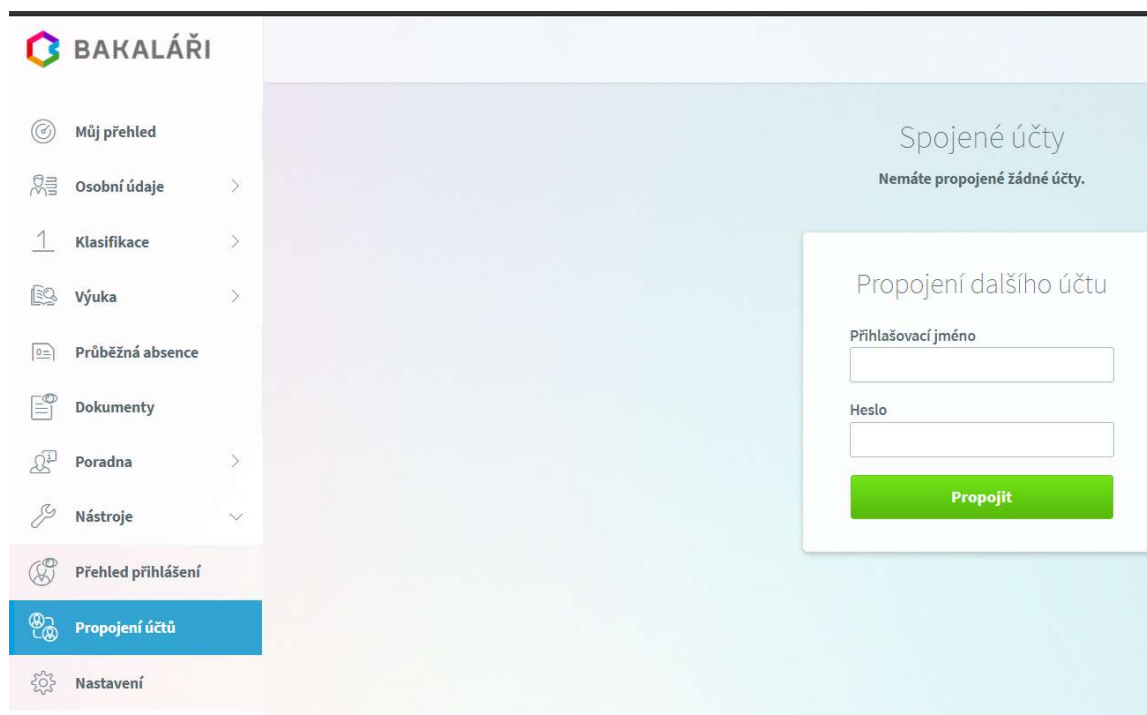 BAKALÁŘI
Můj přehled
Osobní údaje
1 Klasifikace
Výuka
Průběžná absence
Dokumenty
Poradna
Nástroje
Přehled přihlášení
Propojení účtů
Nastavení
Spojené účty
Nemáte propojené žádné účty.
Propojení dalšího účtu
Přihlašovací jméno
Heslo
Propojit